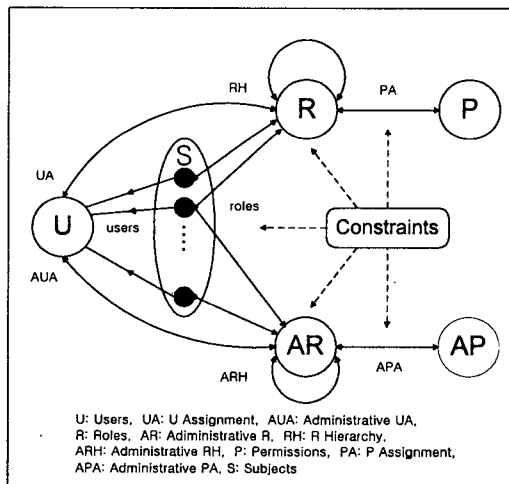 RH
PA
R
P
S
UA
roles
Constraints
U
users
AUA
AR
AP
ARH
APA
U: Users, UA: U Assignment, AUA: Administrative UA,
R: Roles, AR: Adiministrative R, RH: R Hierarchy,
ARH: Administrative RH, P: Permissions, PA: P Assignment,
APA: Administrative PA, S: Subjects